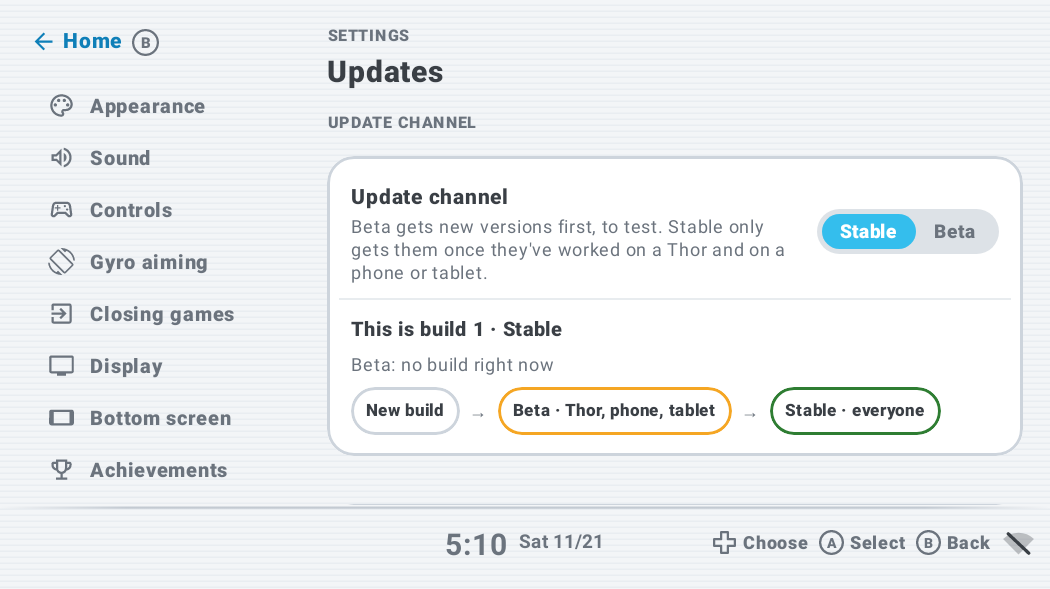 Home B
Appearance
Sound
Controls
Gyro aiming
Closing games
Display
Bottom screen
Achievements
SETTINGS
Updates
UPDATE CHANNEL
Update channel
Beta gets new versions first, to test. Stable only
gets them once they've worked on a Thor and on a
phone or tablet.
Stable Beta
This is build 1 · Stable
Beta: no build right now
New build → Beta · Thor, phone, tablet → Stable · everyone
5:10 Sat 11/21
Choose A Select B Back